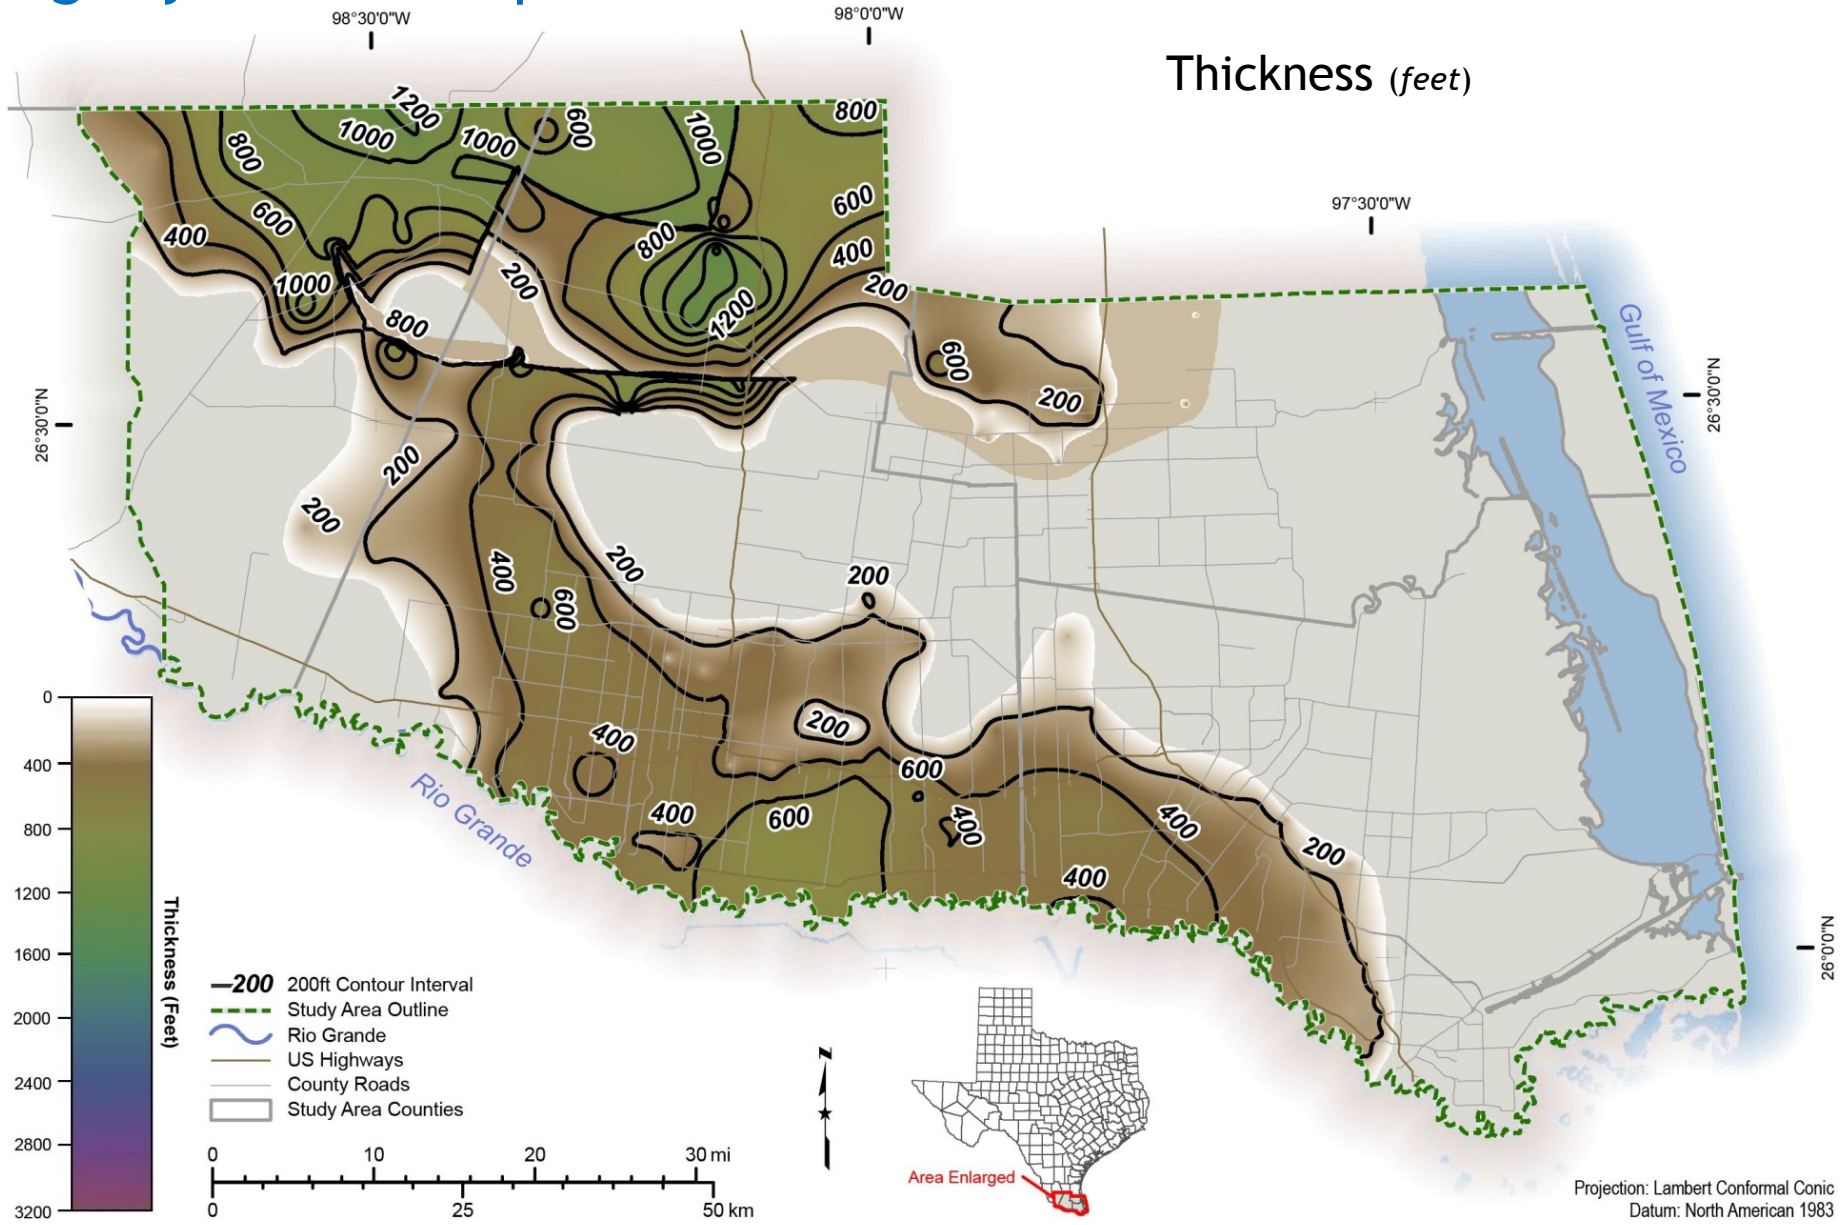 98°30'0"W
98°0'0"W
Thickness (feet)
97°30'0"W
1200
1000
1000
600
1000
800
800
600
400
600
800
400
200
200
1000
1200
800
600
200
Gulf of Mexico
26°30'0"N
26°30'0"N
200
200
400
600
200
200
200
400
600
400
600
400
400
200
400
Rio Grande
26°0'0"N
0
400
800
1200
1600
2000
2400
2800
3200
Thickness (Feet)
200 200ft Contour Interval
Study Area Outline
Rio Grande
US Highways
County Roads
Study Area Counties
0 10 20 30 mi
0 25 50 km
N
Area Enlarged
Projection: Lambert Conformal Conic
Datum: North American 1983